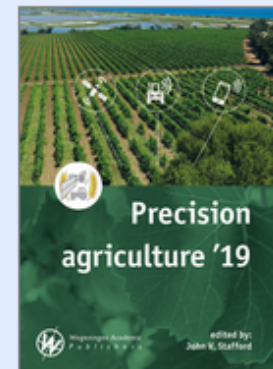 Precision
agriculture '19
Wageningen Academic
Publishers
edited by:
John V. Stafford